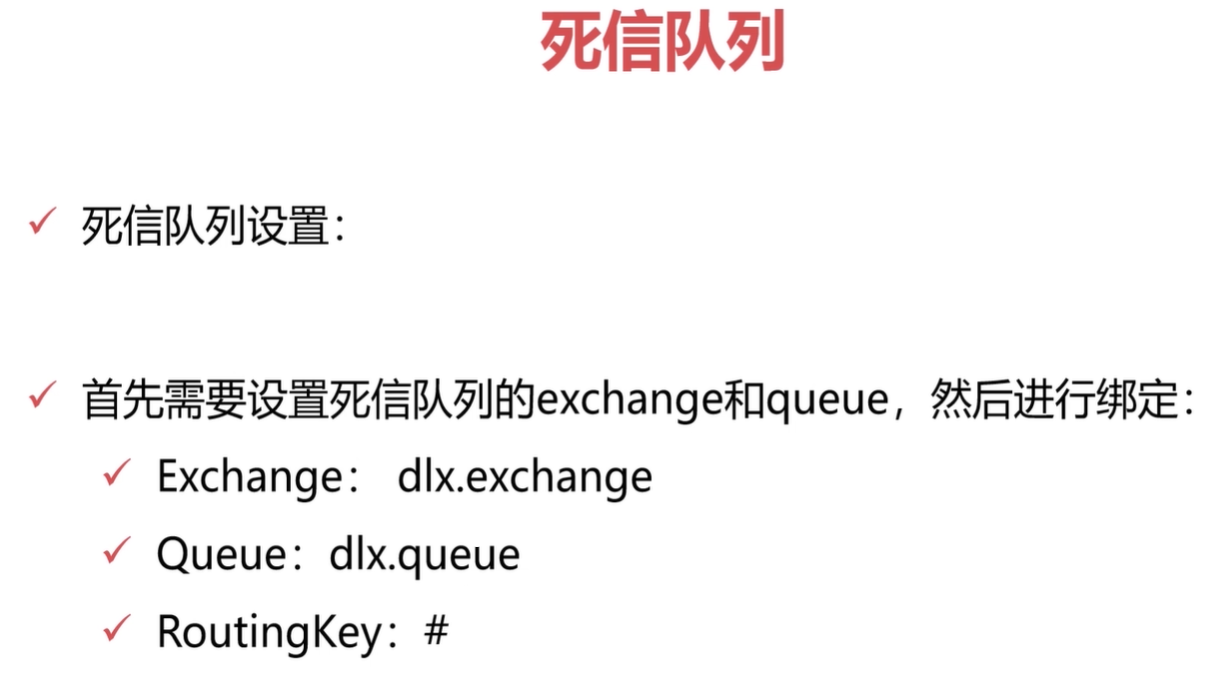 死信队列
死信队列设置：
首先需要设置死信队列的exchange和queue，然后进行绑定：
Exchange： dlx.exchange
Queue：dlx.queue
RoutingKey：#